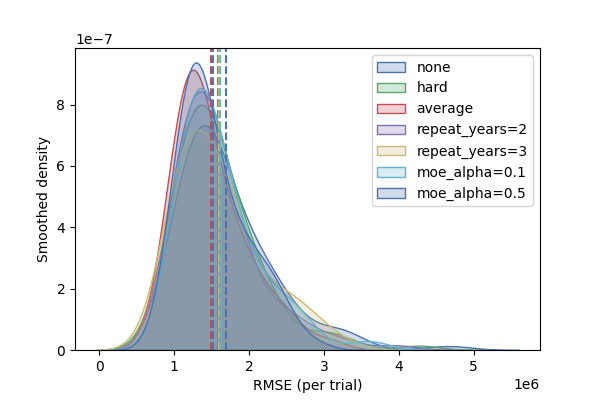 1e−7
none
hard
average
repeat_years=2
repeat_years=3
moe_alpha=0.1
moe_alpha=0.5
Smoothed density
8
6
4
2
0
0 1 2 3 4 5
RMSE (per trial)
1e6